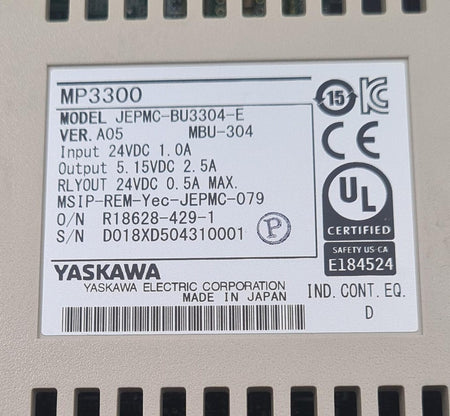 MP3300
MODEL JEPMC-BU3304-E
VER. A05 MBU-304
Input 24VDC 1.0A
Output 5.15VDC 2.5A
RLYOUT 24VDC 0.5A MAX.
MSIP-REM-Yec-JEPMC-079
O/N R18628-429-1
S/N D018XD504310001 P
15
CE
UL
CERTIFIED
SAFETY US-CA
E184524
YASKAWA
YASKAWA ELECTRIC CORPORATION
MADE IN JAPAN
IND. CONT. EQ.
D